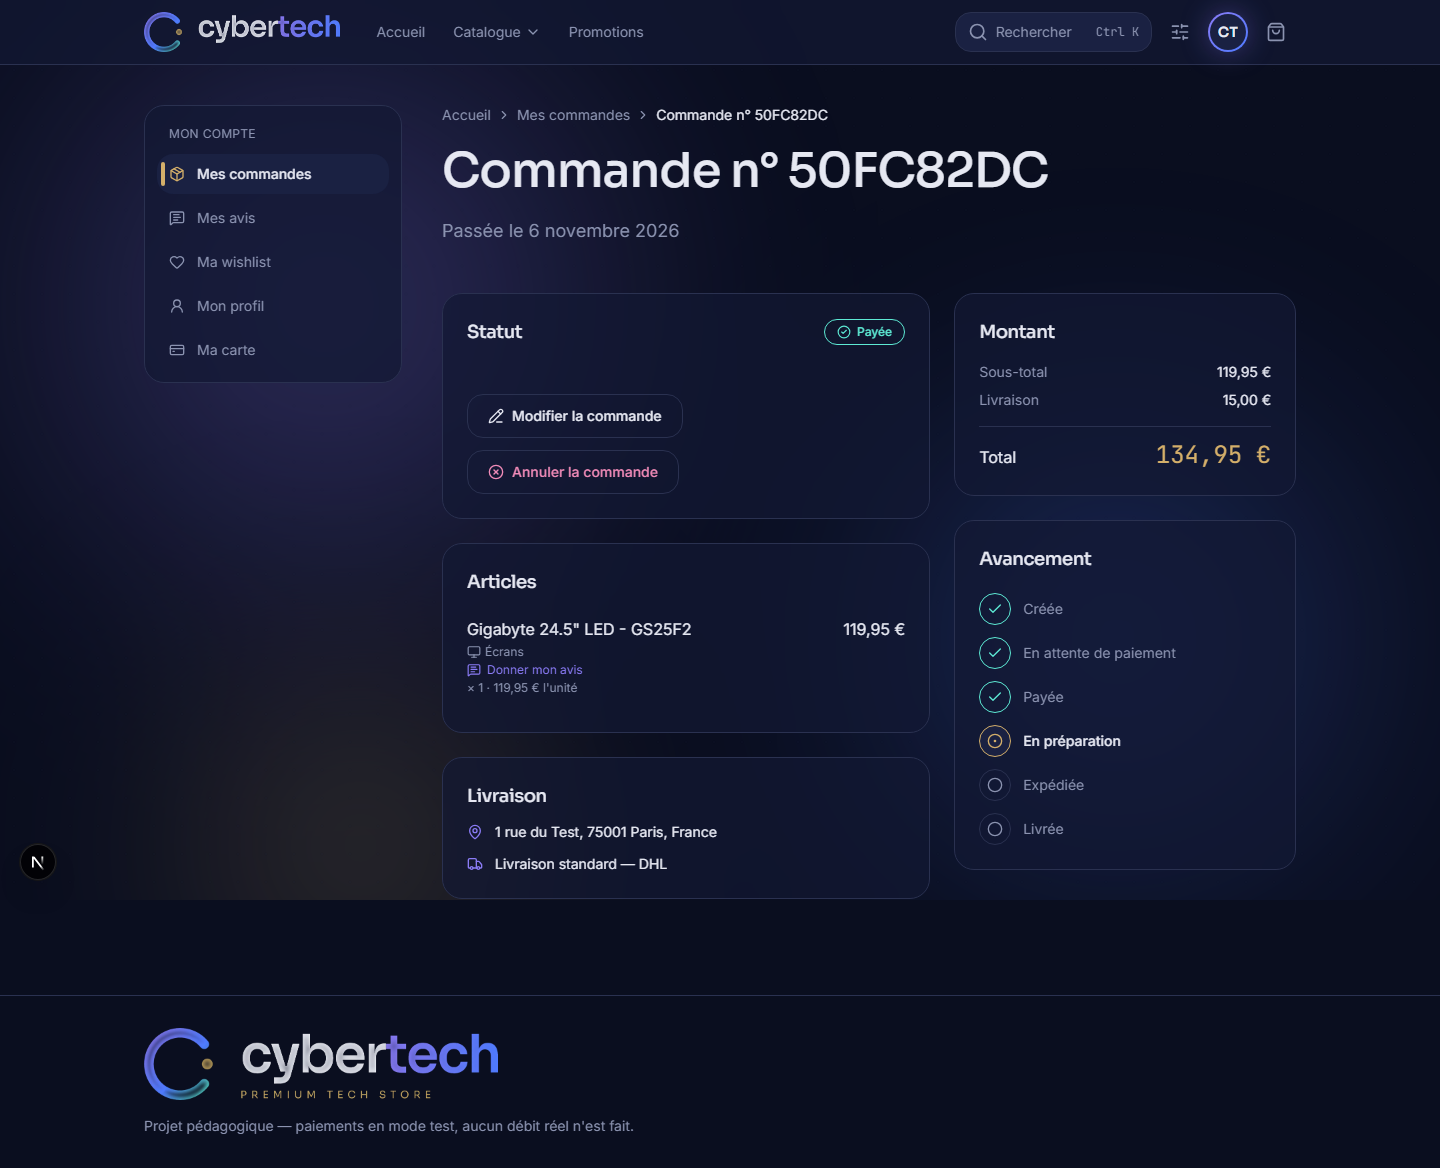 cybertech
Accueil
Catalogue
Promotions
Rechercher
Ctrl K
CT
MON COMPTE
Mes commandes
Mes avis
Ma wishlist
Mon profil
Ma carte
Accueil > Mes commandes > Commande n° 50FC82DC
Commande n° 50FC82DC
Passée le 6 novembre 2026
Statut
Payée
Modifier la commande
Annuler la commande
Articles
Gigabyte 24.5" LED - GS25F2
119,95 €
Écrans
Donner mon avis
× 1 · 119,95 € l'unité
Livraison
1 rue du Test, 75001 Paris, France
Livraison standard — DHL
Montant
Sous-total 119,95 €
Livraison 15,00 €
Total 134,95 €
Avancement
Créée
En attente de paiement
Payée
En préparation
Expédiée
Livrée
N
cybertech
PREMIUM TECH STORE
Projet pédagogique — paiements en mode test, aucun débit réel n'est fait.